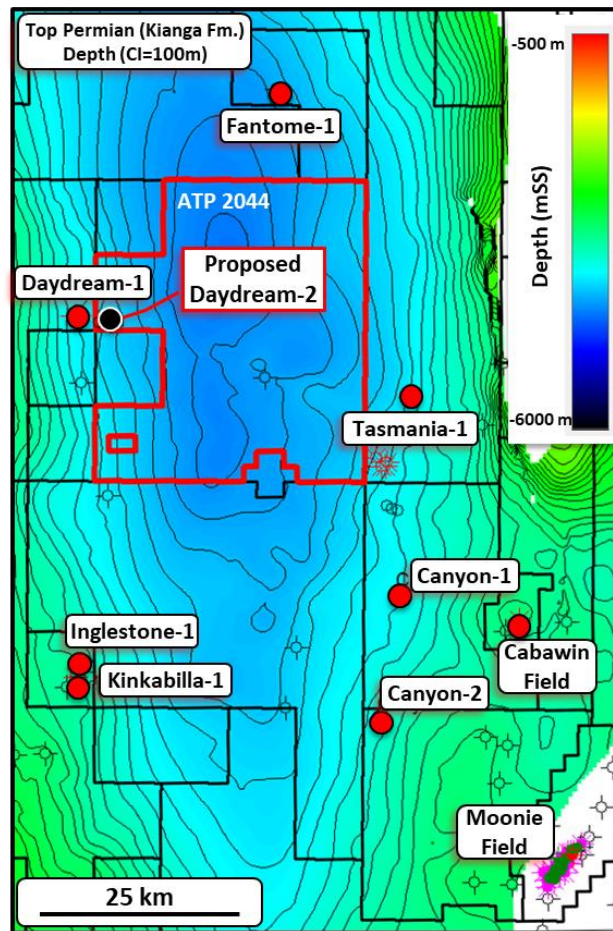 Top Permian (Kianga Fm.)
Depth (CI=100m)
-500 m
Fantome-1
ATP 2044
Depth (mSS)
Daydream-1
Proposed
Daydream-2
-6000 m
Tasmania-1
Canyon-1
Inglestone-1
Cabawin
Field
Kinkabilla-1
Canyon-2
Moonie
Field
25 km